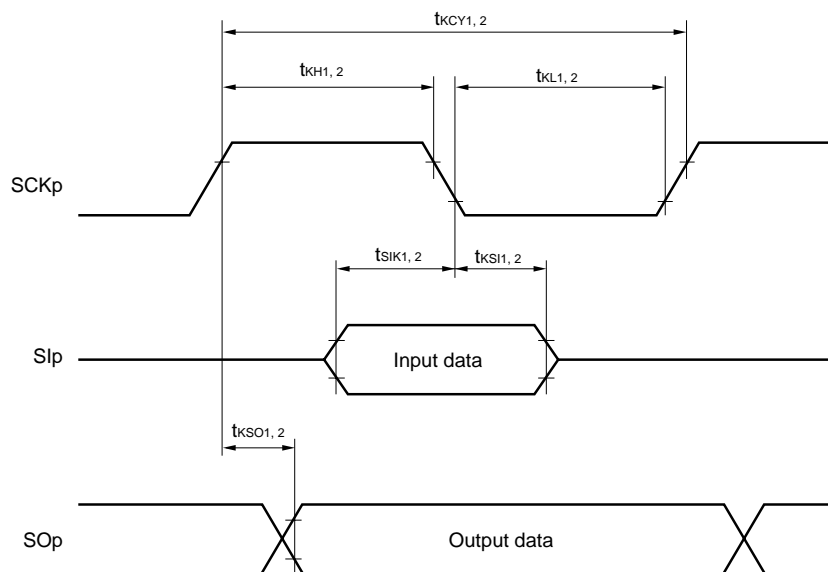 tKCY1, 2
tKH1, 2
tKL1, 2
SCKp
tSIK1, 2
tKSI1, 2
SIp
Input data
tKSO1, 2
SOp
Output data